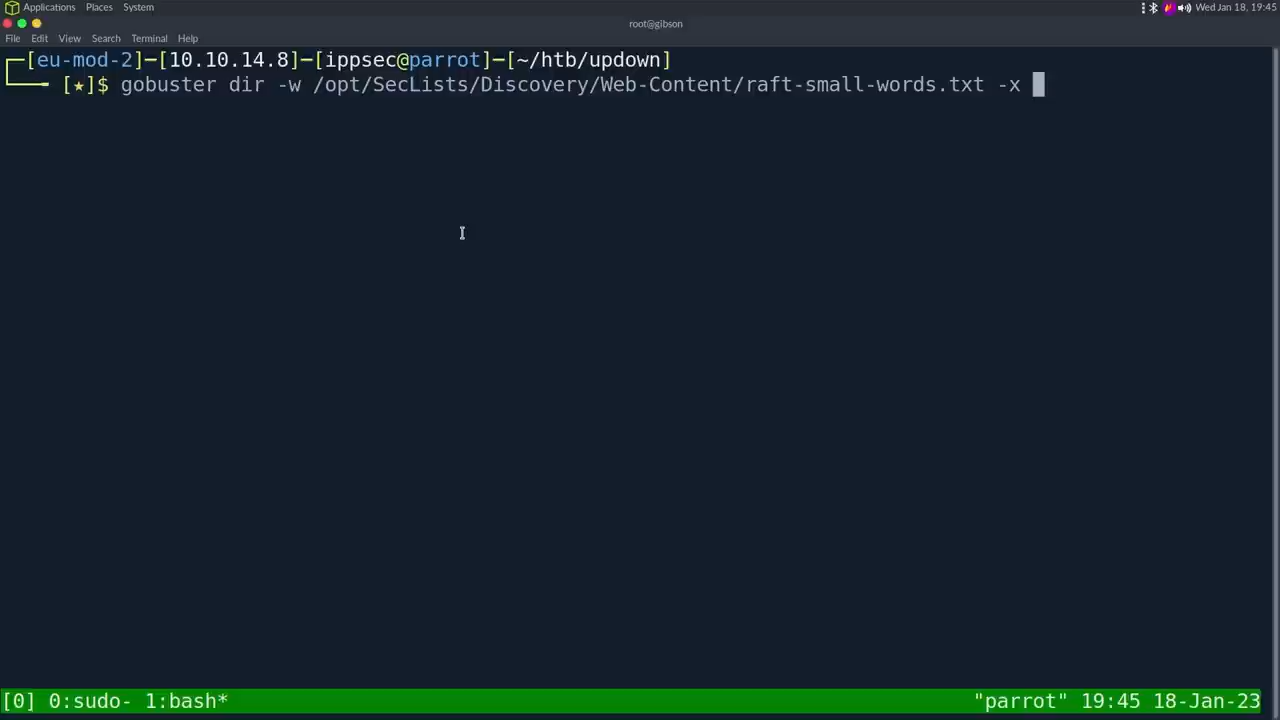 Applications Places System
Wed Jan 18, 19:45
root@gibson
File Edit View Search Terminal Help
┌─[eu-mod-2]─[10.10.14.8]─[ippsec@parrot]─[~/htb/updown]
└──╼ [★]$ gobuster dir -w /opt/SecLists/Discovery/Web-Content/raft-small-words.txt -x
[0] 0:sudo- 1:bash* "parrot" 19:45 18-Jan-23